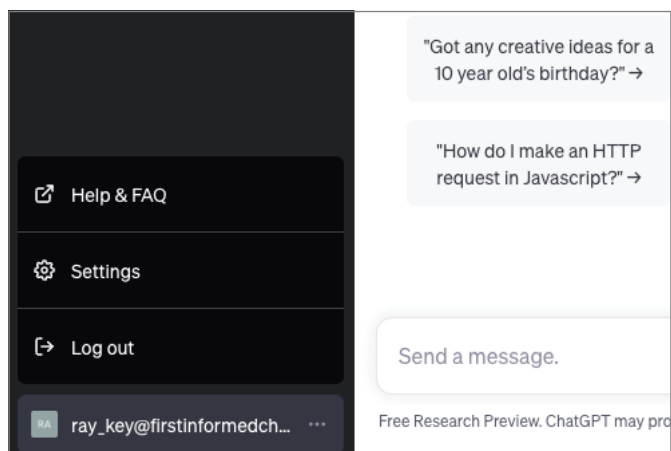 "Got any creative ideas for a
10 year old's birthday?" →
"How do I make an HTTP
request in Javascript?" →
Help & FAQ
Settings
Log out
Send a message.
RA ray_key@firstinformedch... ...
Free Research Preview. ChatGPT may pro